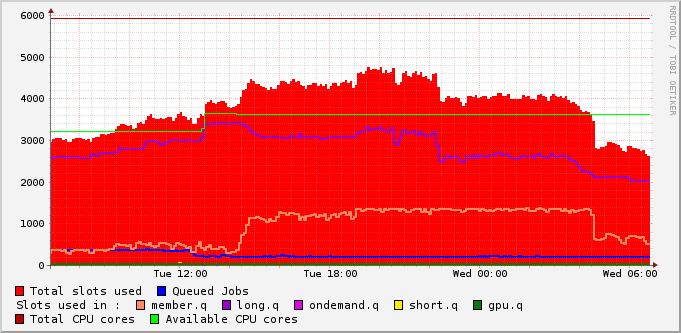 6000
5000
4000
3000
2000
1000
0
Tue 12:00 Tue 18:00 Wed 00:00 Wed 06:00
RRDTOOL / TOBI OETIKER
Total slots used Queued Jobs
Slots used in : member.q long.q ondemand.q short.q gpu.q
Total CPU cores Available CPU cores